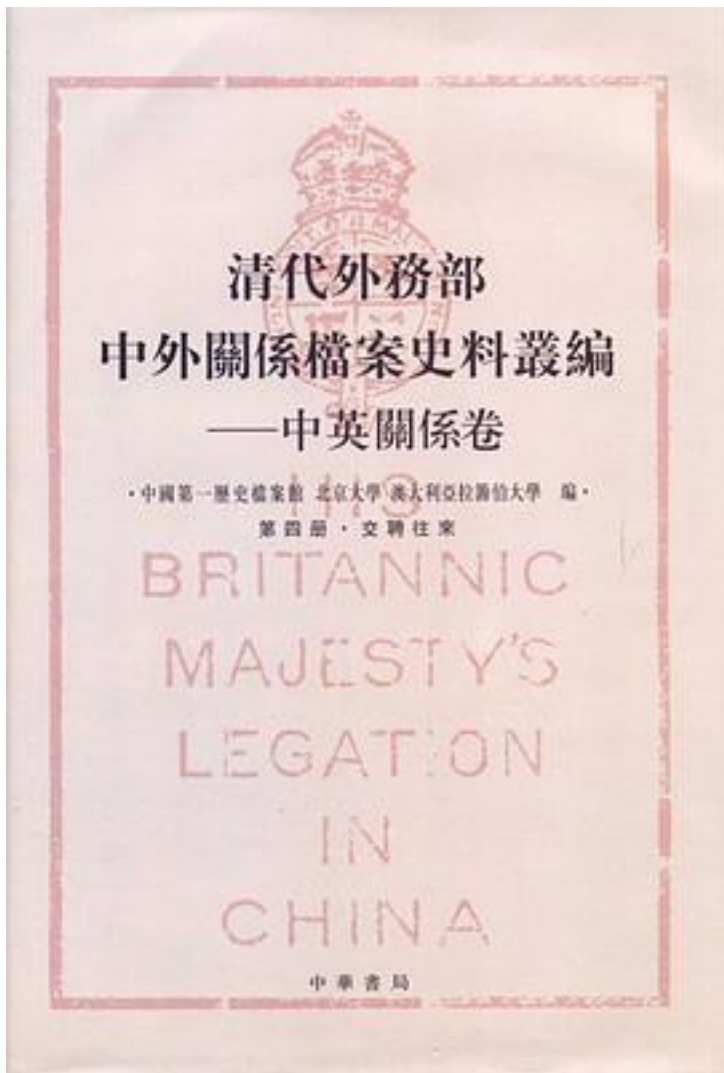 清代外務部
中外關係檔案史料叢編
——中英關係卷
HIS
・中國第一歷史檔案館 北京大學 澳大利亞拉籌伯大學 編・
第四册・交聘往來
BRITANNIC
MAJESTY'S
LEGATION
IN
CHINA
中華書局